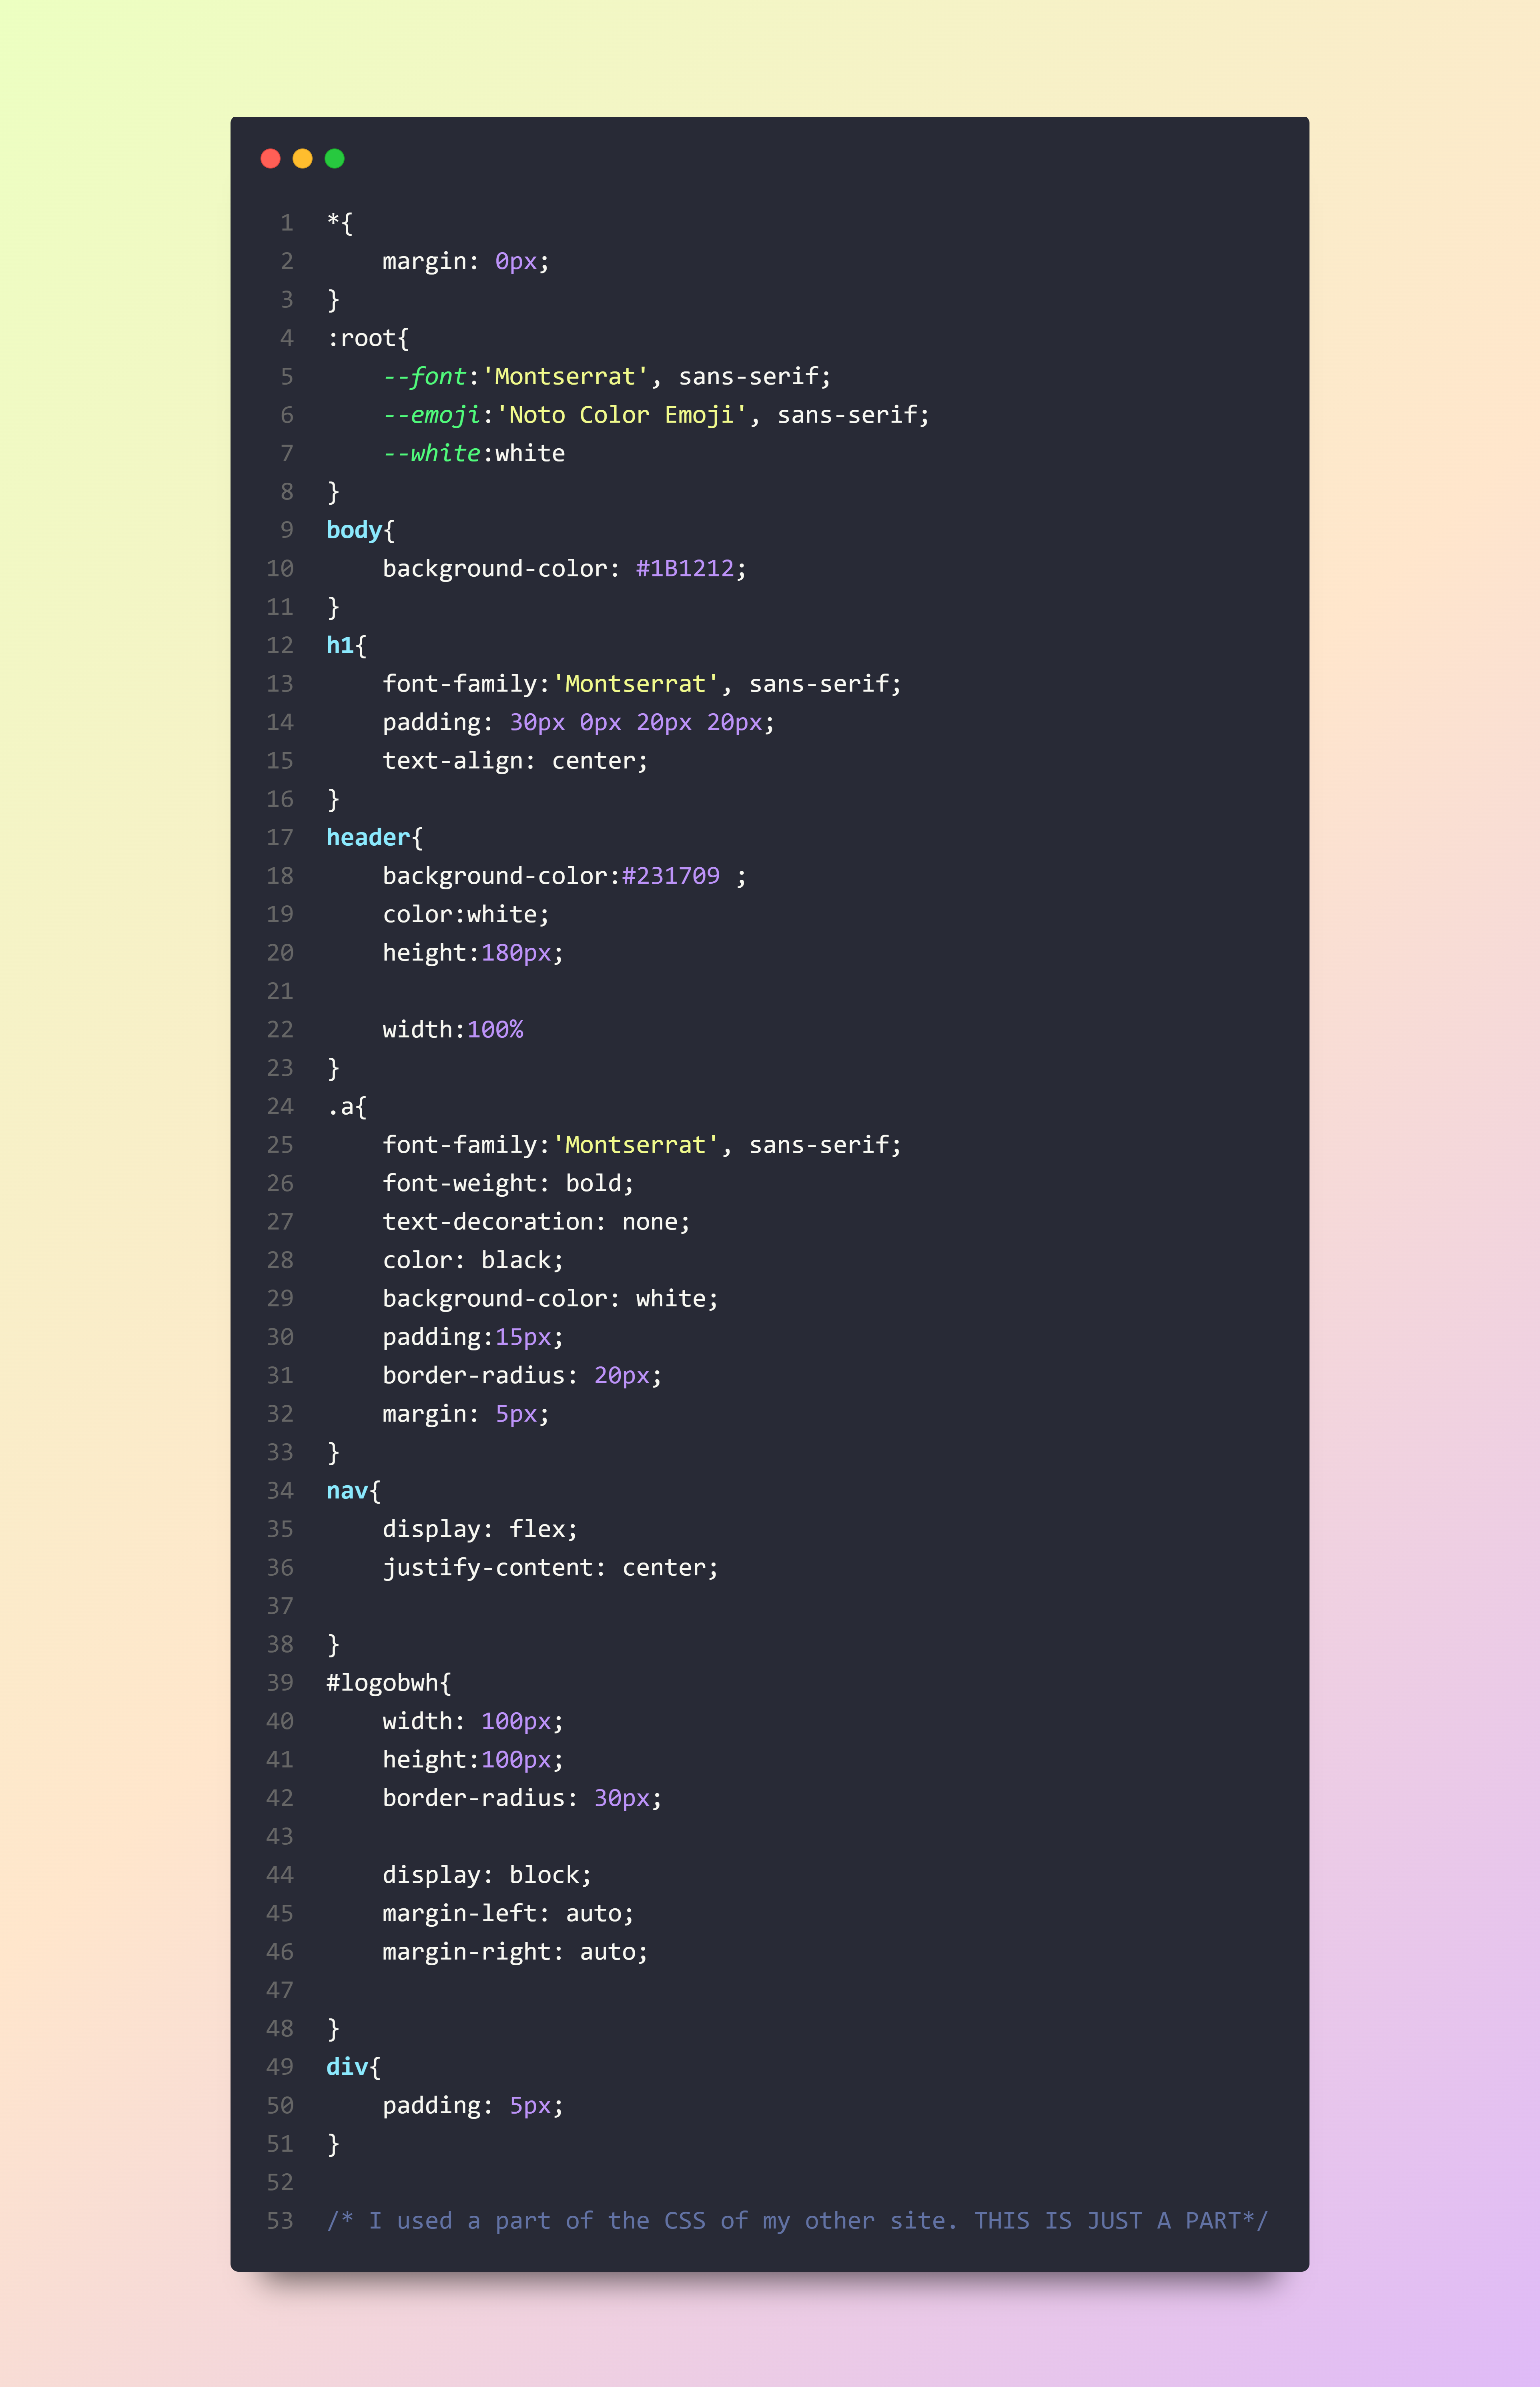 1 *{
2     margin: 0px;
3 }
4 :root{
5     --font:'Montserrat', sans-serif;
6     --emoji:'Noto Color Emoji', sans-serif;
7     --white:white
8 }
9 body{
10     background-color: #1B1212;
11 }
12 h1{
13     font-family:'Montserrat', sans-serif;
14     padding: 30px 0px 20px 20px;
15     text-align: center;
16 }
17 header{
18     background-color:#231709 ;
19     color:white;
20     height:180px;
21
22     width:100%
23 }
24 .a{
25     font-family:'Montserrat', sans-serif;
26     font-weight: bold;
27     text-decoration: none;
28     color: black;
29     background-color: white;
30     padding:15px;
31     border-radius: 20px;
32     margin: 5px;
33 }
34 nav{
35     display: flex;
36     justify-content: center;
37
38 }
39 #logobwh{
40     width: 100px;
41     height:100px;
42     border-radius: 30px;
43
44     display: block;
45     margin-left: auto;
46     margin-right: auto;
47
48 }
49 div{
50     padding: 5px;
51 }
52
53 /* I used a part of the CSS of my other site. THIS IS JUST A PART*/